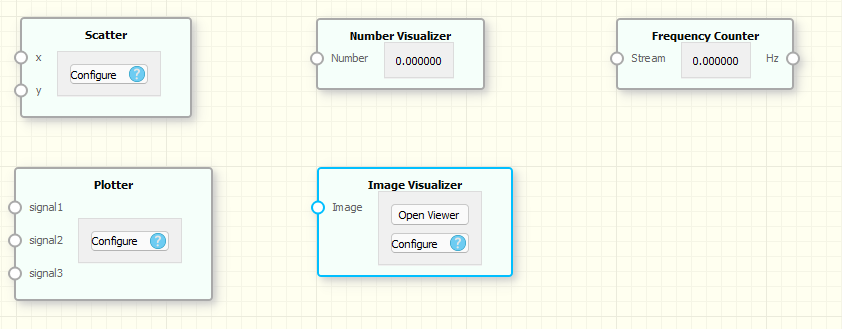 Scatter
x
Configure ?
y
Number Visualizer
Number 0.000000
Frequency Counter
Stream 0.000000 Hz
Plotter
signal1
signal2 Configure ?
signal3
Image Visualizer
Image
Open Viewer
Configure ?